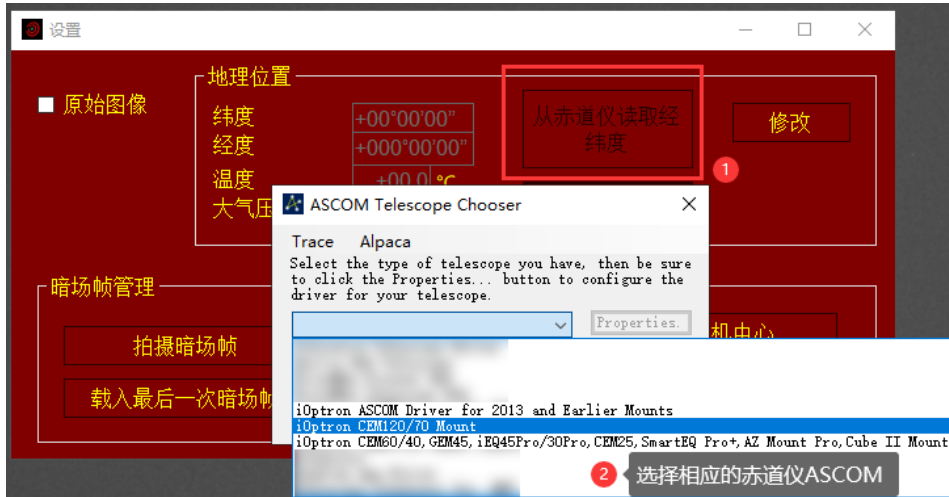 设置
原始图像
地理位置
纬度
+00°00'00"
经度
+000°00'00"
温度
+00.0
°C
大气压
从赤道仪读取经
纬度
修改
1
ASCOM Telescope Chooser
Trace Alpaca
Select the type of telescope you have, then be sure
to click the Properties... button to configure the
driver for your telescope.
Properties.
暗场帧管理
拍摄暗场帧
载入最后一次暗场帧
机中心
iOptron ASCOM Driver for 2013 and Earlier Mounts
iOptron CEM120/70 Mount
iOptron CEM60/40, GEM45, iEQ45Pro/30Pro, CEM25, SmartEQ Pro+, AZ Mount Pro, Cube II Mount
2 选择相应的赤道仪ASCOM